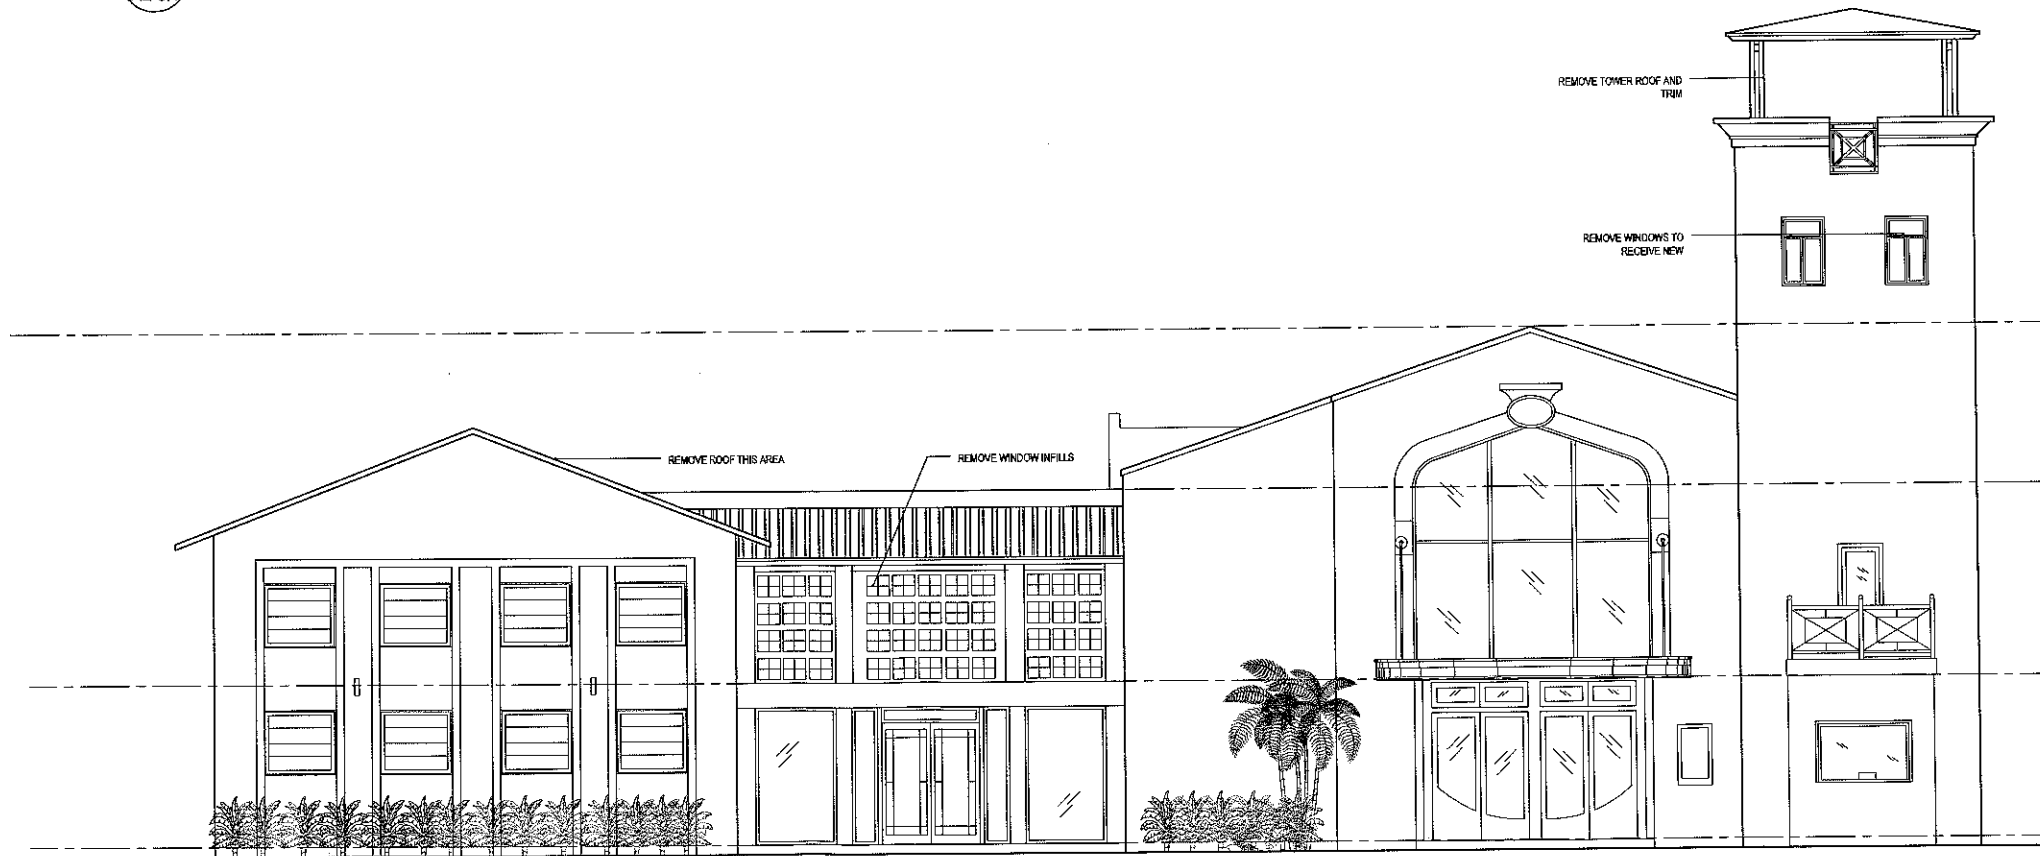 REMOVE TOWER ROOF AND
TRIM
REMOVE WINDOWS TO
RECEIVE NEW
REMOVE ROOF THIS AREA
REMOVE WINDOW INFILLS